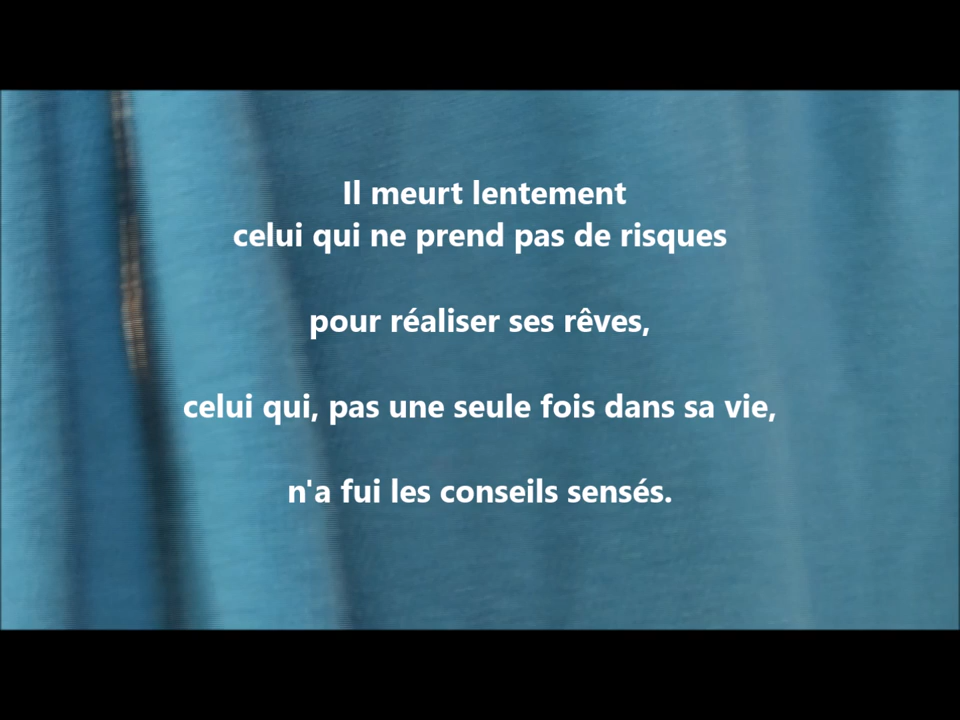 Il meurt lentement
celui qui ne prend pas de risques
pour réaliser ses rêves,
celui qui, pas une seule fois dans sa vie,
n'a fui les conseils sensés.